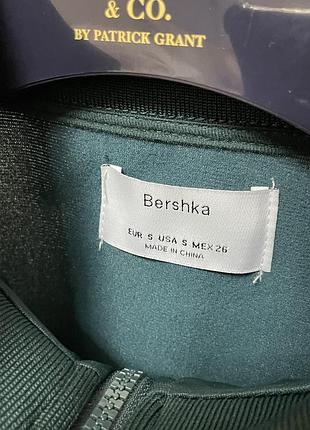 & CO.
BY PATRICK GRANT
Bershka
EUR S USA S MEX 26
MADE IN CHINA